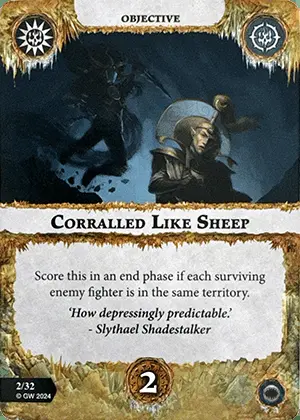 OBJECTIVE
CORRALLED LIKE SHEEP
Score this in an end phase if each surviving
enemy fighter is in the same territory.
'How depressingly predictable.'
- Slythael Shadestalker
2/32
© GW 2024
2